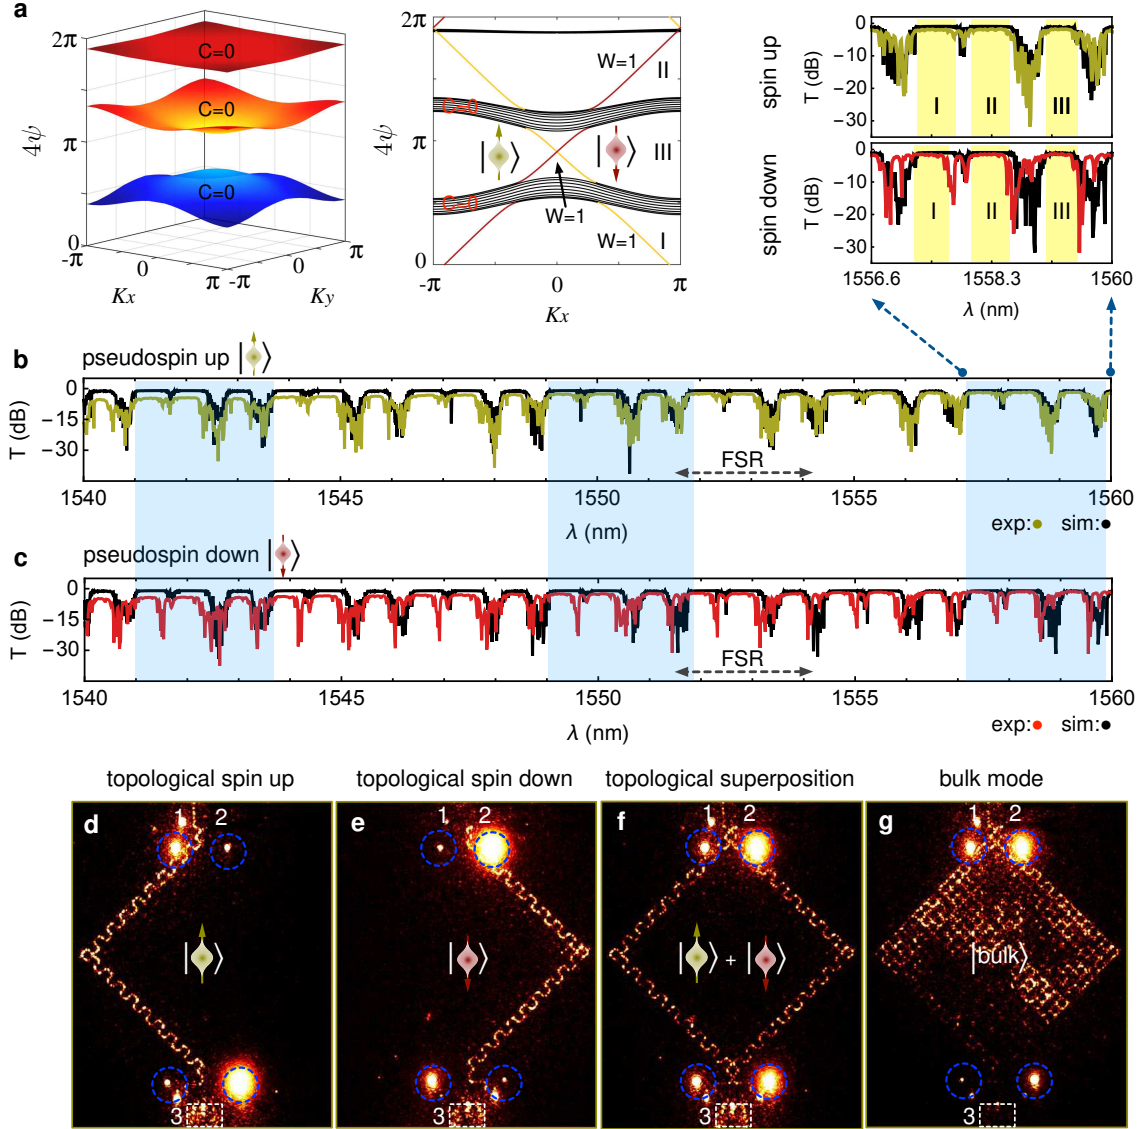 a
2π
π
0
4ψ
C=0
C=0
C=0
-π
0
π
-π
0
π
Kx
Ky
4π
π
0
4ψ
W=1
II
C=0
III
C=0
W=1
W=1
I
-π
0
π
Kx
spin up
T (dB)
0
−10
−20
−30
I
II
III
spin down
T (dB)
0
−10
−20
−30
I
II
III
1556.6
1558.3
1560
λ (nm)
b
pseudospin up
T (dB)
0
−15
−30
FSR
1540
1545
1550
1555
1560
λ (nm)
exp:
sim:
c
pseudospin down
T (dB)
0
−15
−30
FSR
1540
1545
1550
1555
1560
λ (nm)
exp:
sim:
topological spin up
topological spin down
topological superposition
bulk mode
d
1
2
3
e
1
2
3
f
1
2
+
3
g
1
2
|bulk⟩
3